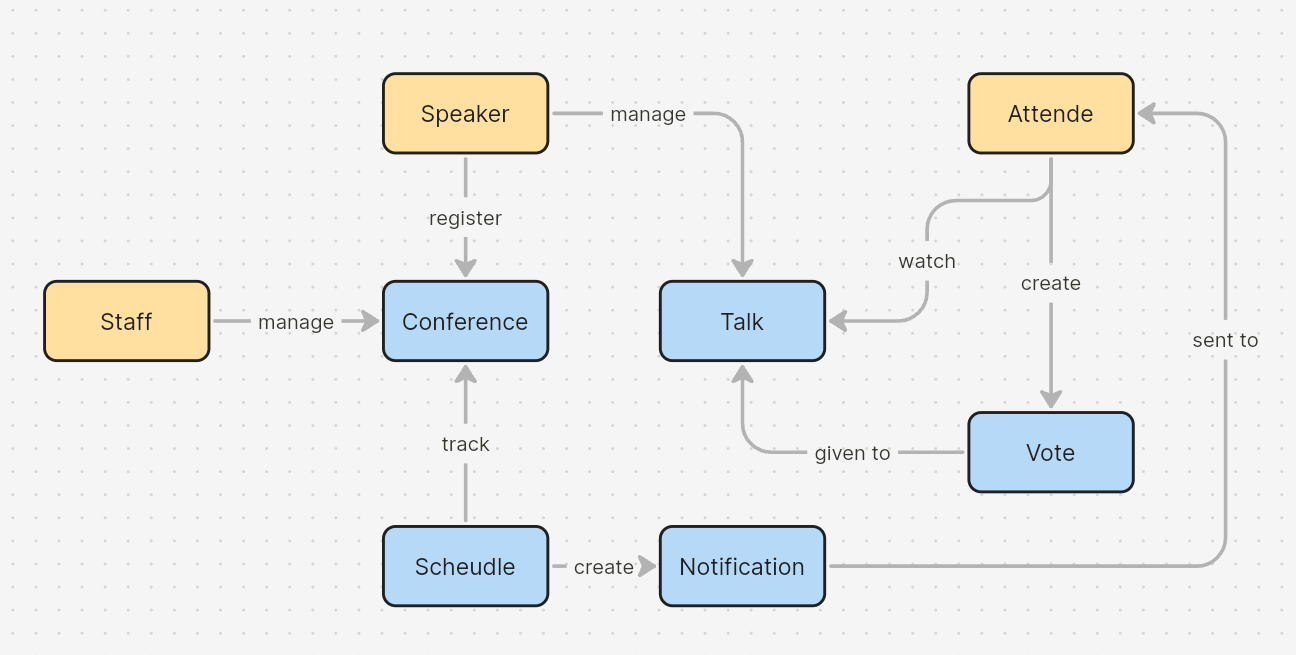 Speaker
manage
Attende
register
watch
create
Staff
manage
Conference
Talk
sent to
track
given to
Vote
Scheudle
create
Notification